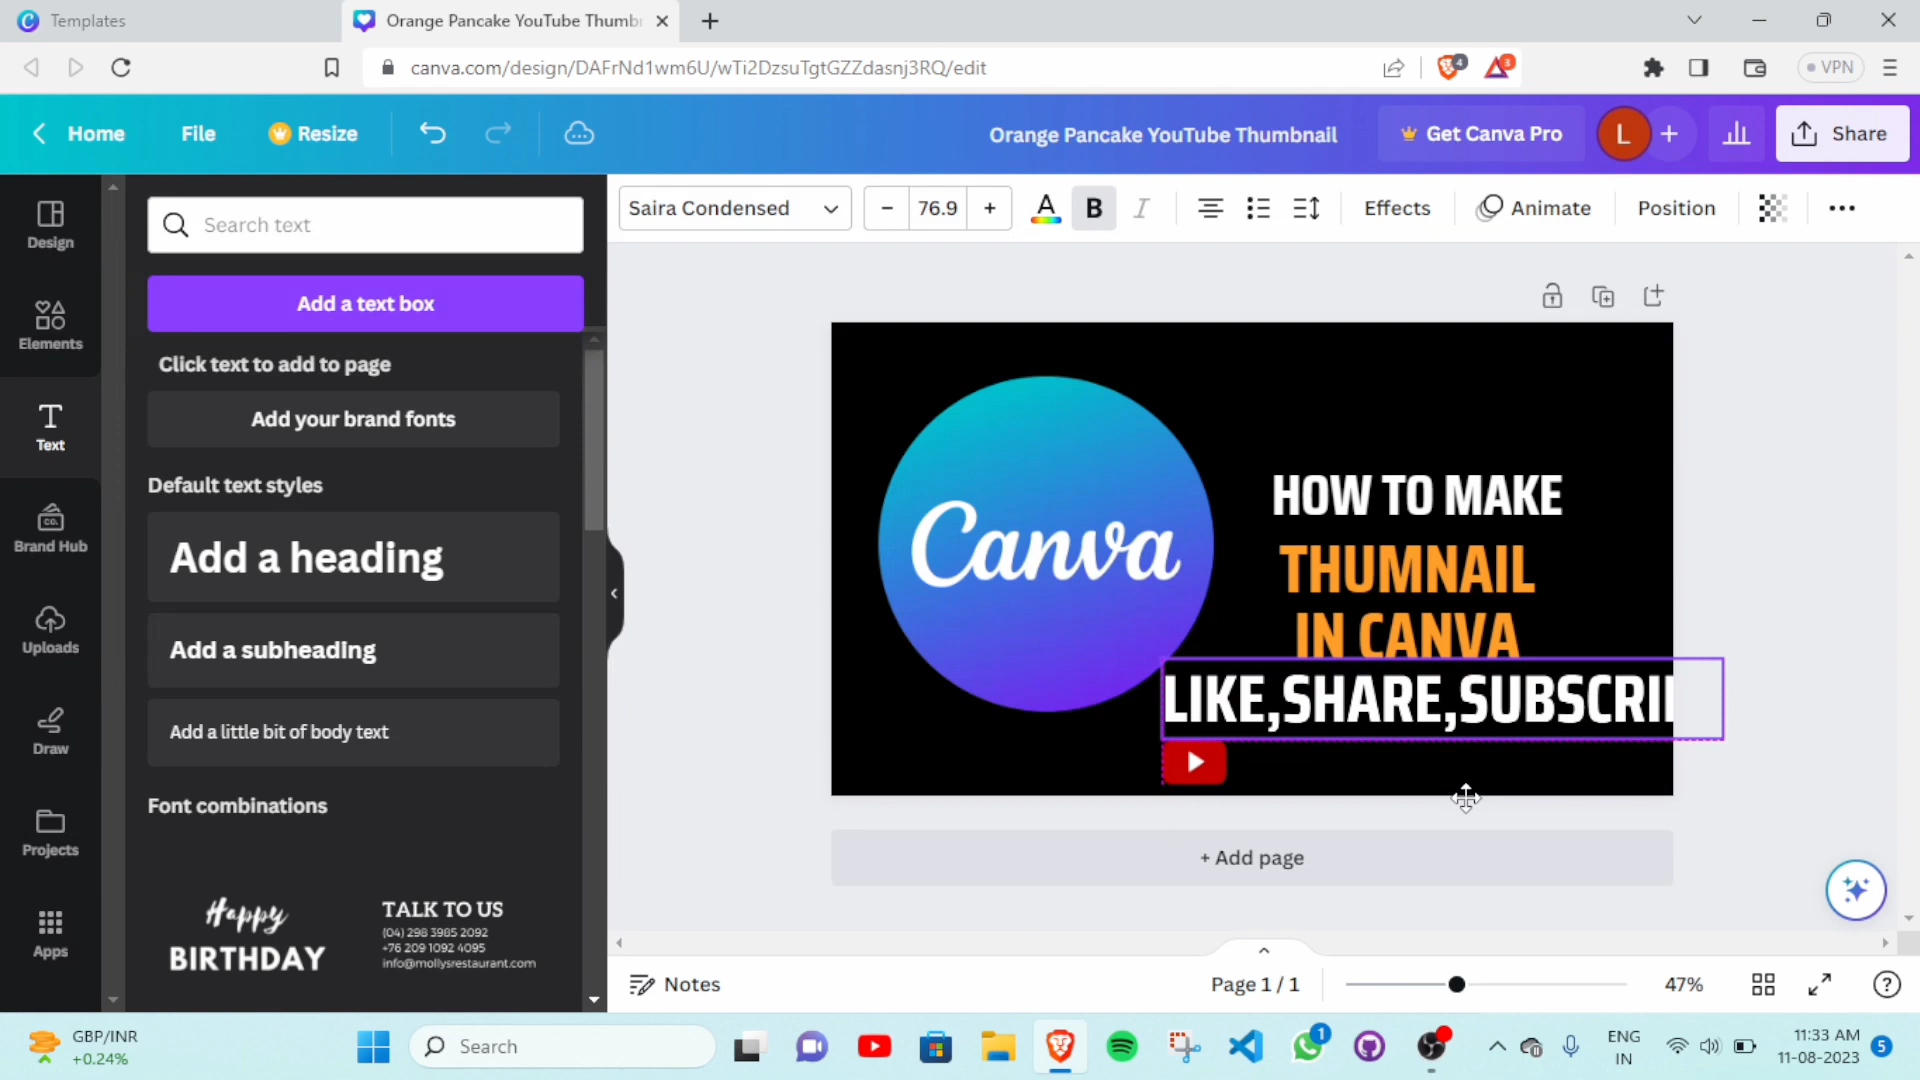 Templates
Orange Pancake YouTube Thumb
canva.com/design/DAFrNd1wm6U/wTi2DzsuTgtGZZdasnj3RQ/edit
4
3
VPN
Home
File
Resize
Orange Pancake YouTube Thumbnail
Get Canva Pro
L
Share
Design
Elements
Text
Brand Hub
Uploads
Draw
Projects
Apps
Search text
Add a text box
Click text to add to page
Add your brand fonts
Default text styles
Add a heading
Add a subheading
Add a little bit of body text
Font combinations
Happy
BIRTHDAY
TALK TO US
(04) 298 3985 2092
+76 209 1092 4095
info@mollysrestaurant.com
Saira Condensed
76.9
A
B
I
Effects
Animate
Position
Canva
HOW TO MAKE
THUMNAIL
IN CANVA
LIKE,SHARE,SUBSCRI
+ Add page
Notes
Page 1 / 1
47%
GBP/INR
+0.24%
Search
1
ENG
IN
11:33 AM
11-08-2023
5